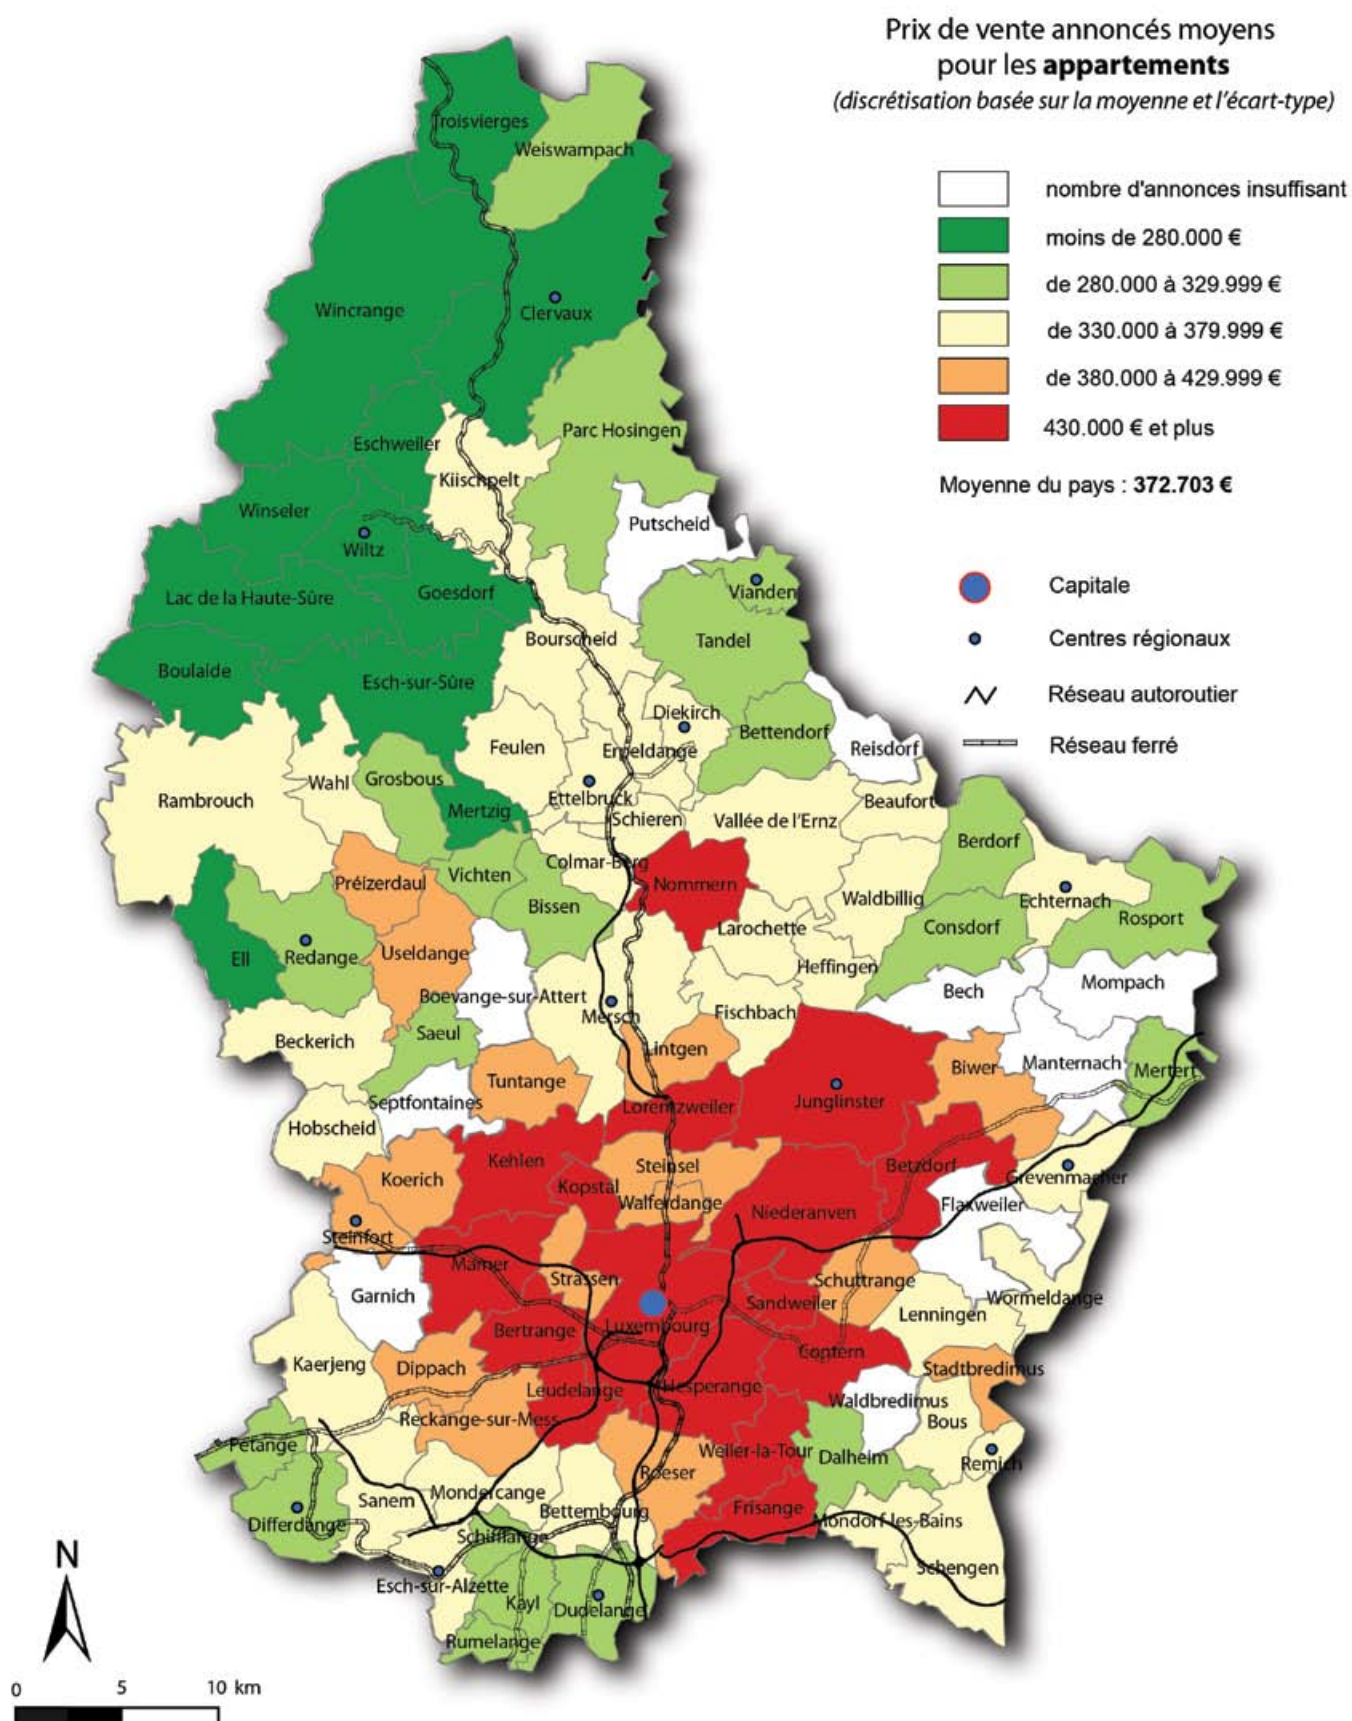 Prix de vente annoncés moyens
pour les appartements
(discrétisation basée sur la moyenne et l'écart-type)
nombre d'annonces insuffisant
moins de 280.000 €
de 280.000 à 329.999 €
de 330.000 à 379.999 €
de 380.000 à 429.999 €
430.000 € et plus
Moyenne du pays : 372.703 €
Capitale
Centres régionaux
Réseau autoroutier
Réseau ferré
Troisvierges
Weiswampach
Wincrange
Clervaux
Parc Hosingen
Eschweiler
Kiischpelt
Winseler
Putscheid
Wiltz
Vianden
Goesdorf
Lac de la Haute-Sûre
Bourscheid
Tandel
Boulaide
Esch-sur-Sûre
Diekirch
Bettendorf
Feulen
Erpeldange
Reisdorf
Wahl
Grosbous
Rambrouch
Ettelbruck
Beaufort
Mertzig
Schieren
Vallée de l'Ernz
Berdorf
Colmar-Berg
Vichten
Préizerdaul
Nommern
Waldbillig
Echternach
Bissen
Rosport
Larochette
Consdorf
Useldange
Redange
Ell
Heffingen
Mompach
Bech
Boevange-sur-Attert
Fischbach
Mersch
Saeul
Beckerich
Lintgen
Manternach
Biwer
Mertert
Tuntange
Septfontaines
Junglinster
Lorentzweiler
Hobscheid
Kehlen
Steinsel
Betzdorf
Koerich
Grevenmacher
Kopstal
Walferdange
Flaxweiler
Niederanven
Steinfort
Mamer
Strassen
Schuttrange
Garnich
Wormeldange
Sandweiler
Lenningen
Luxembourg
Bertrange
Contern
Kaerjeng
Dippach
Stadtbredimus
Leudelange
Hesperange
Waldbredimus
Reckange-sur-Mess
Bous
Pétange
Weiler-la-Tour
Dalheim
Remich
Roeser
Mondercange
Sanem
Frisange
Bettembourg
Mondorf-les-Bains
Differdange
Schifflange
Schengen
Esch-sur-Alzette
Kayl
Dudelange
Rumelange
N
0 5 10 km